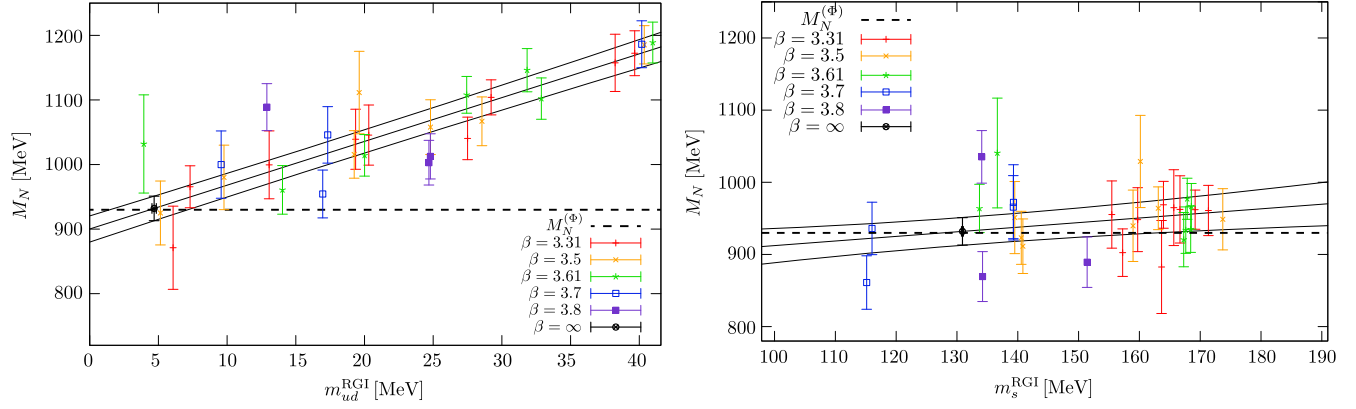 1200
1100
1000
900
800
M_N [MeV]
M_N^(Φ)
β = 3.31
β = 3.5
β = 3.61
β = 3.7
β = 3.8
β = ∞
0 5 10 15 20 25 30 35 40
m_ud^RGI [MeV]
1200
1100
1000
900
800
M_N [MeV]
M_N^(Φ)
β = 3.31
β = 3.5
β = 3.61
β = 3.7
β = 3.8
β = ∞
100 110 120 130 140 150 160 170 180 190
m_s^RGI [MeV]